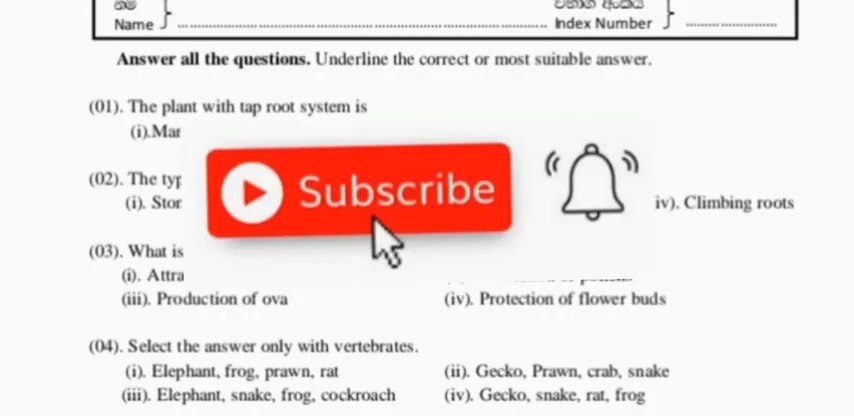 නම
විභාග අංකය
Name
Index Number
Answer all the questions. Underline the correct or most suitable answer.
(01). The plant with tap root system is
(i).Mar
(02). The typ
Subscribe
(i). Stor
iv). Climbing roots
(03). What is
(i). Attra
(iii). Production of ova (iv). Protection of flower buds
(04). Select the answer only with vertebrates.
(i). Elephant, frog, prawn, rat (ii). Gecko, Prawn, crab, snake
(iii). Elephant, snake, frog, cockroach (iv). Gecko, snake, rat, frog